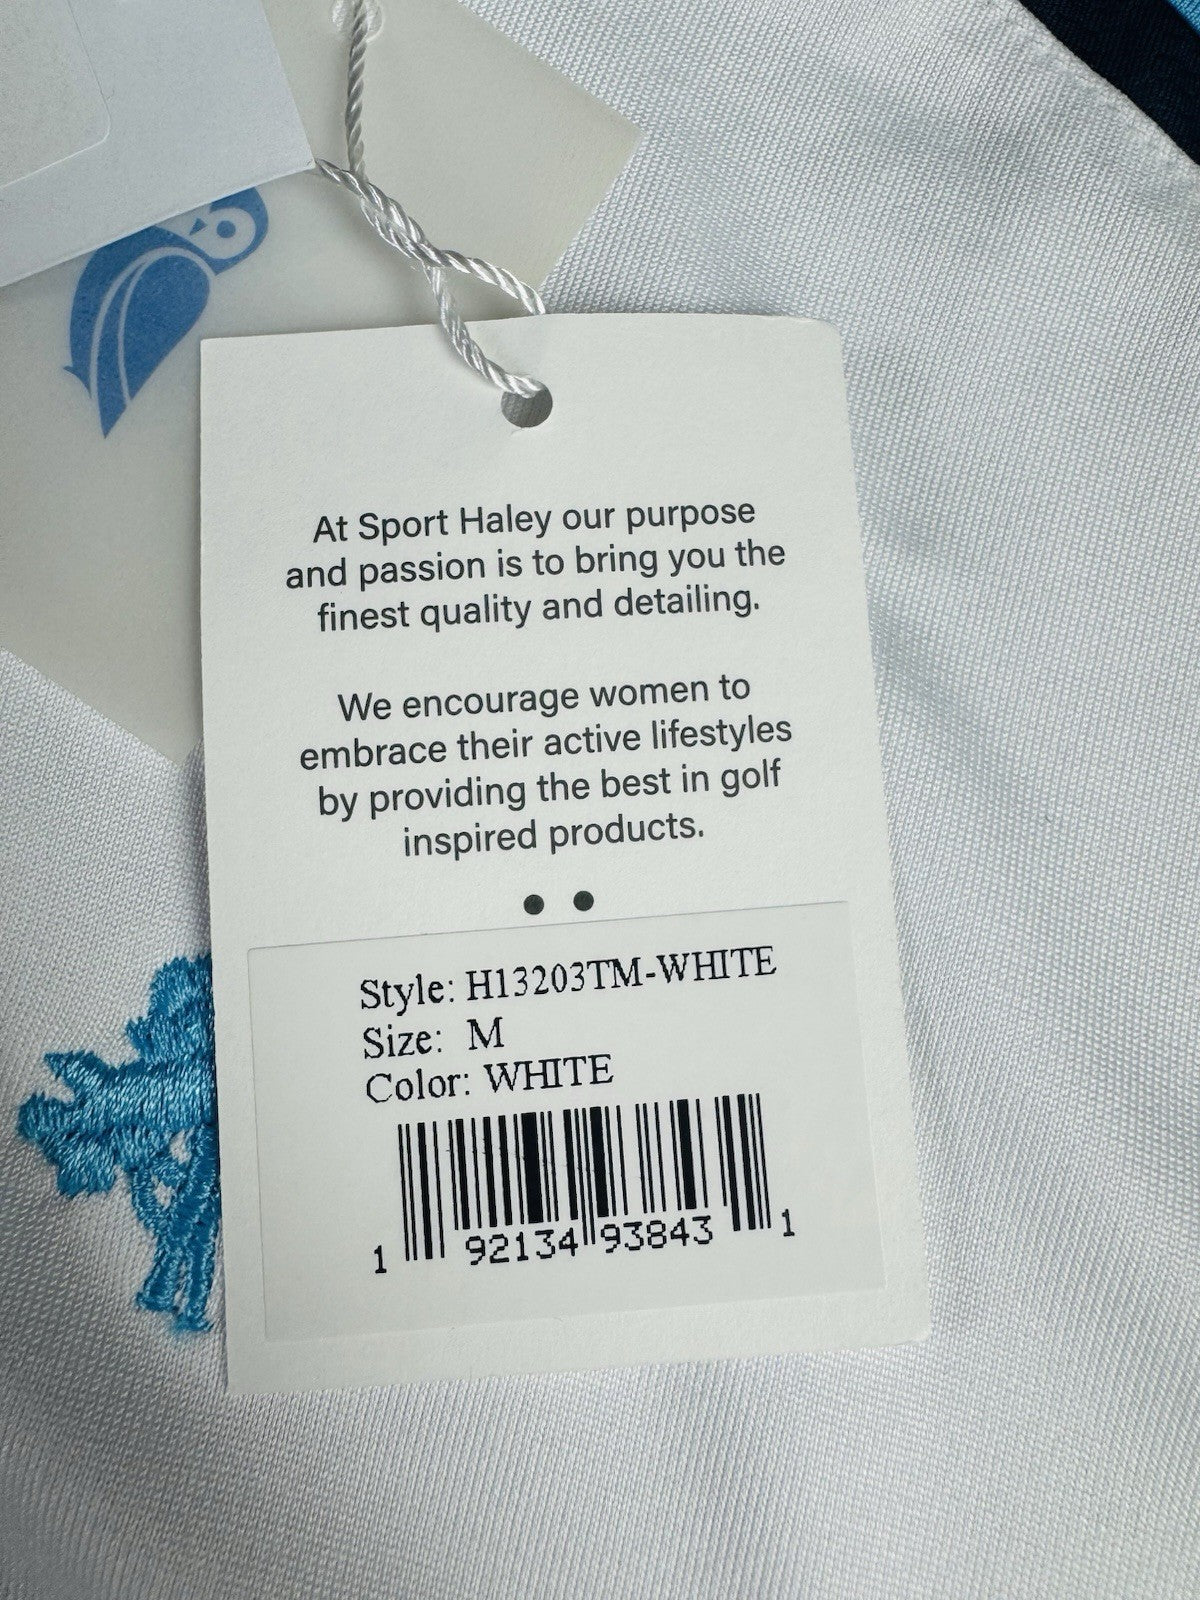 At Sport Haley our purpose
and passion is to bring you the
finest quality and detailing.
We encourage women to
embrace their active lifestyles
by providing the best in golf
inspired products.
Style: H13203TM-WHITE
Size: M
Color: WHITE
1 92134 93843 1